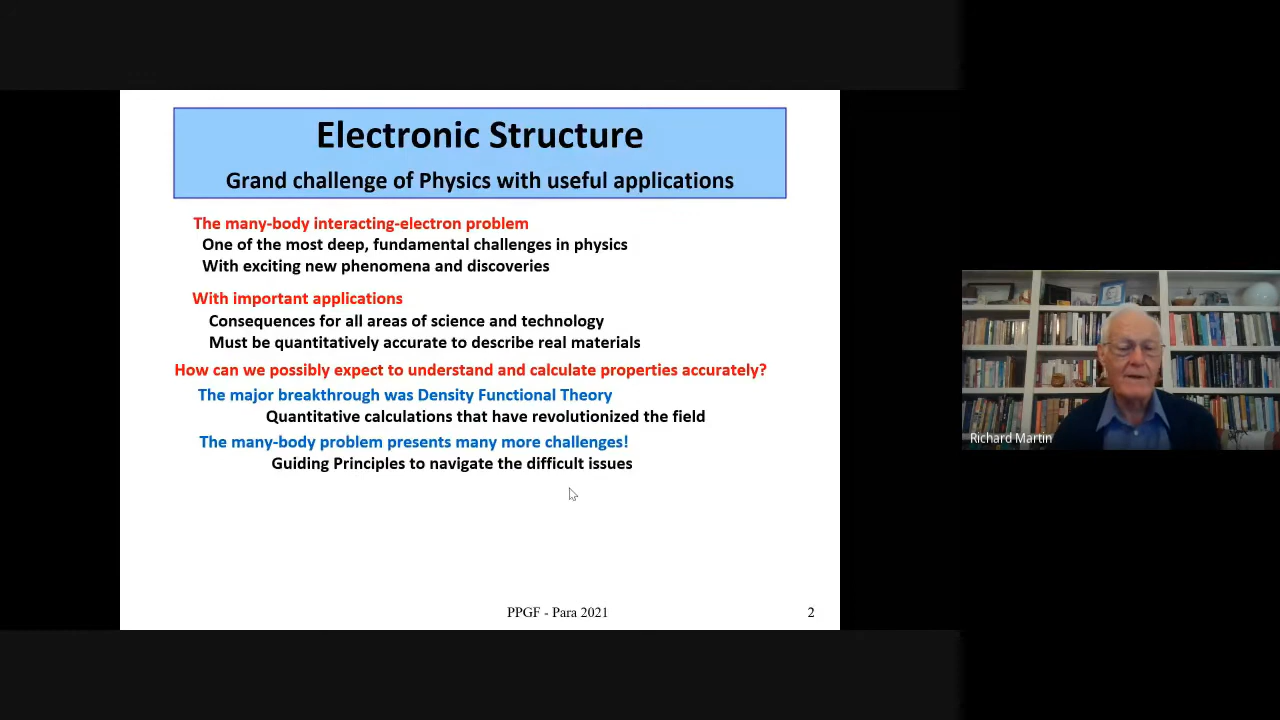 Electronic Structure
Grand challenge of Physics with useful applications
The many-body interacting-electron problem
One of the most deep, fundamental challenges in physics
With exciting new phenomena and discoveries
With important applications
Consequences for all areas of science and technology
Must be quantitatively accurate to describe real materials
How can we possibly expect to understand and calculate properties accurately?
The major breakthrough was Density Functional Theory
Quantitative calculations that have revolutionized the field
The many-body problem presents many more challenges!
Guiding Principles to navigate the difficult issues
PPGF - Para 2021
2
Richard Martin